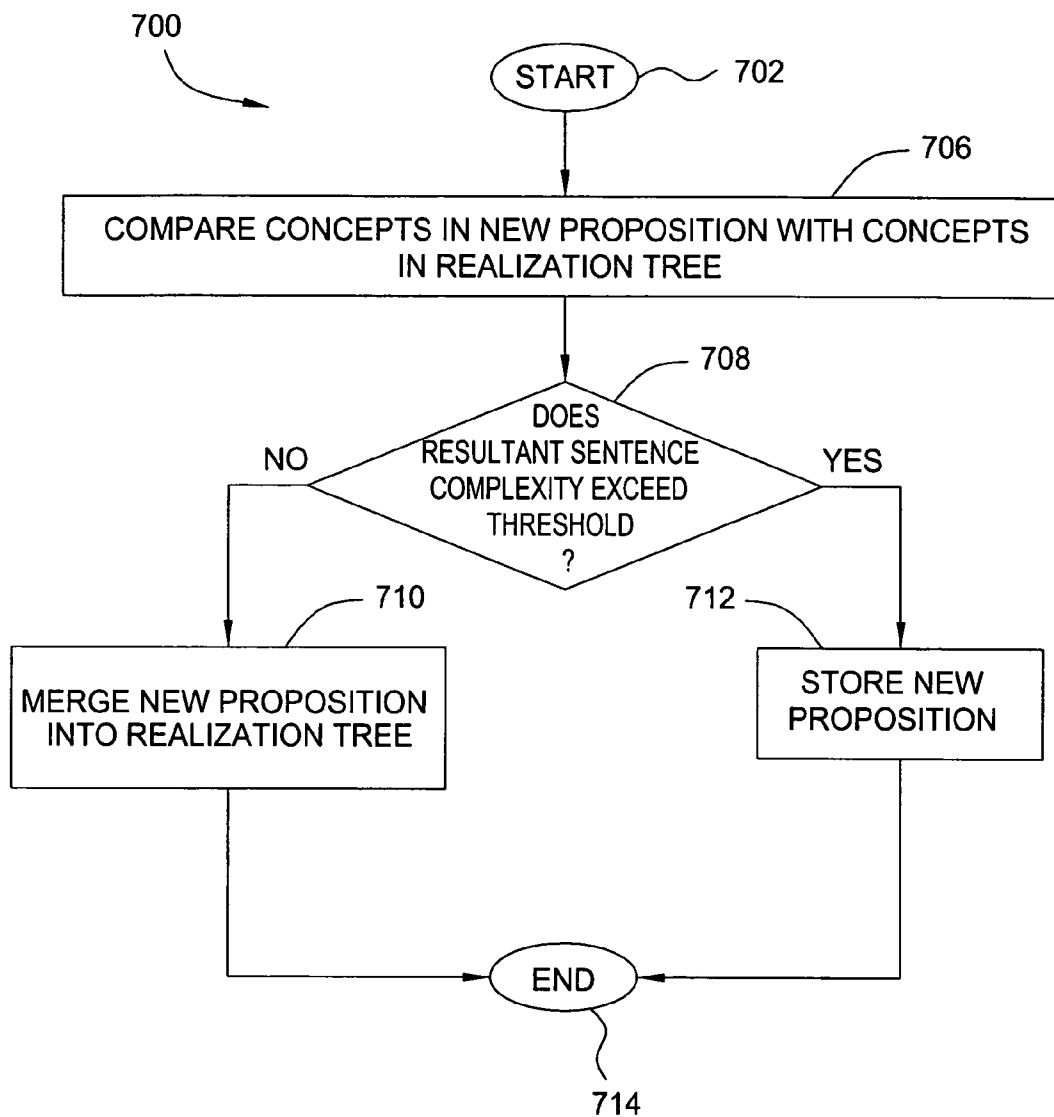 700
START
702
706
COMPARE CONCEPTS IN NEW PROPOSITION WITH CONCEPTS
IN REALIZATION TREE
708
DOES
RESULTANT SENTENCE
COMPLEXITY EXCEED
THRESHOLD
?
NO
YES
710
712
MERGE NEW PROPOSITION
INTO REALIZATION TREE
STORE NEW
PROPOSITION
END
714